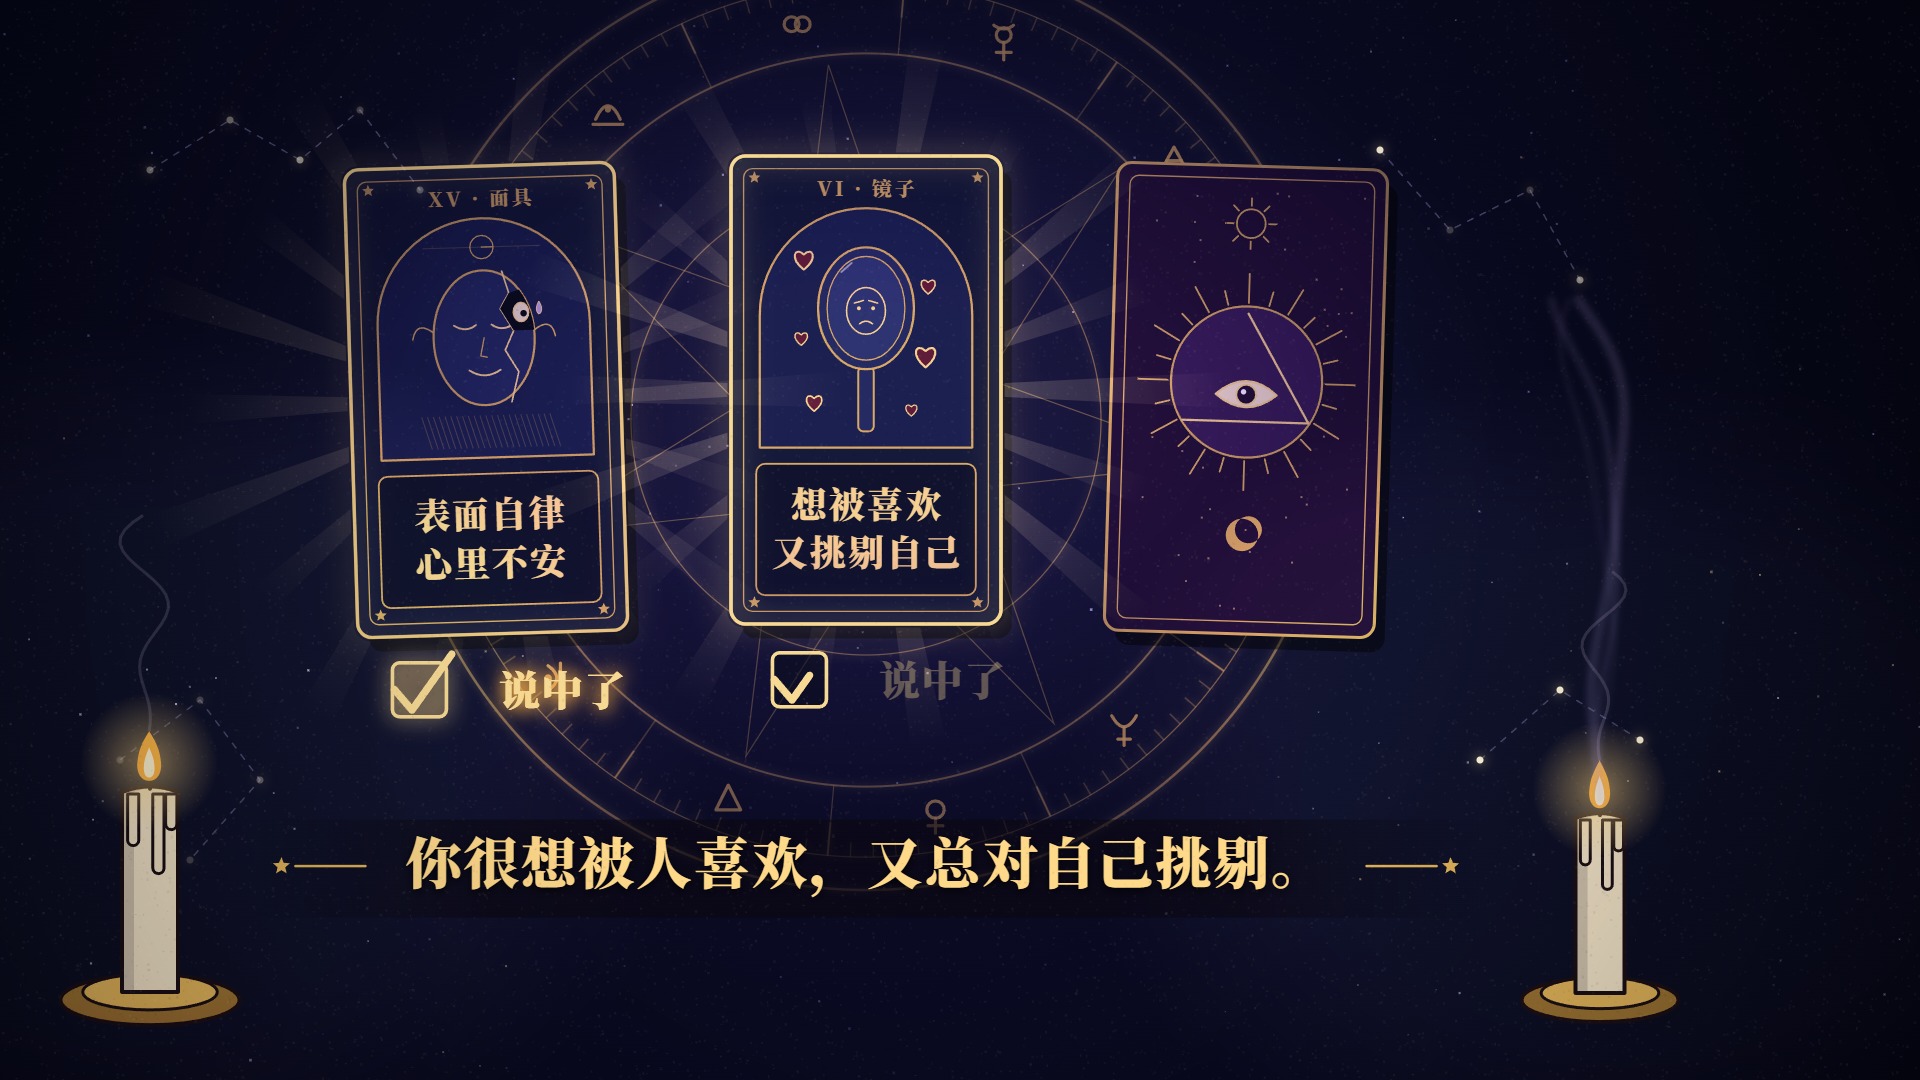 XV · 面具
表面自律
心里不安
说中了
VI · 镜子
想被喜欢
又挑剔自己
说中了
你很想被人喜欢，又总对自己挑剔。